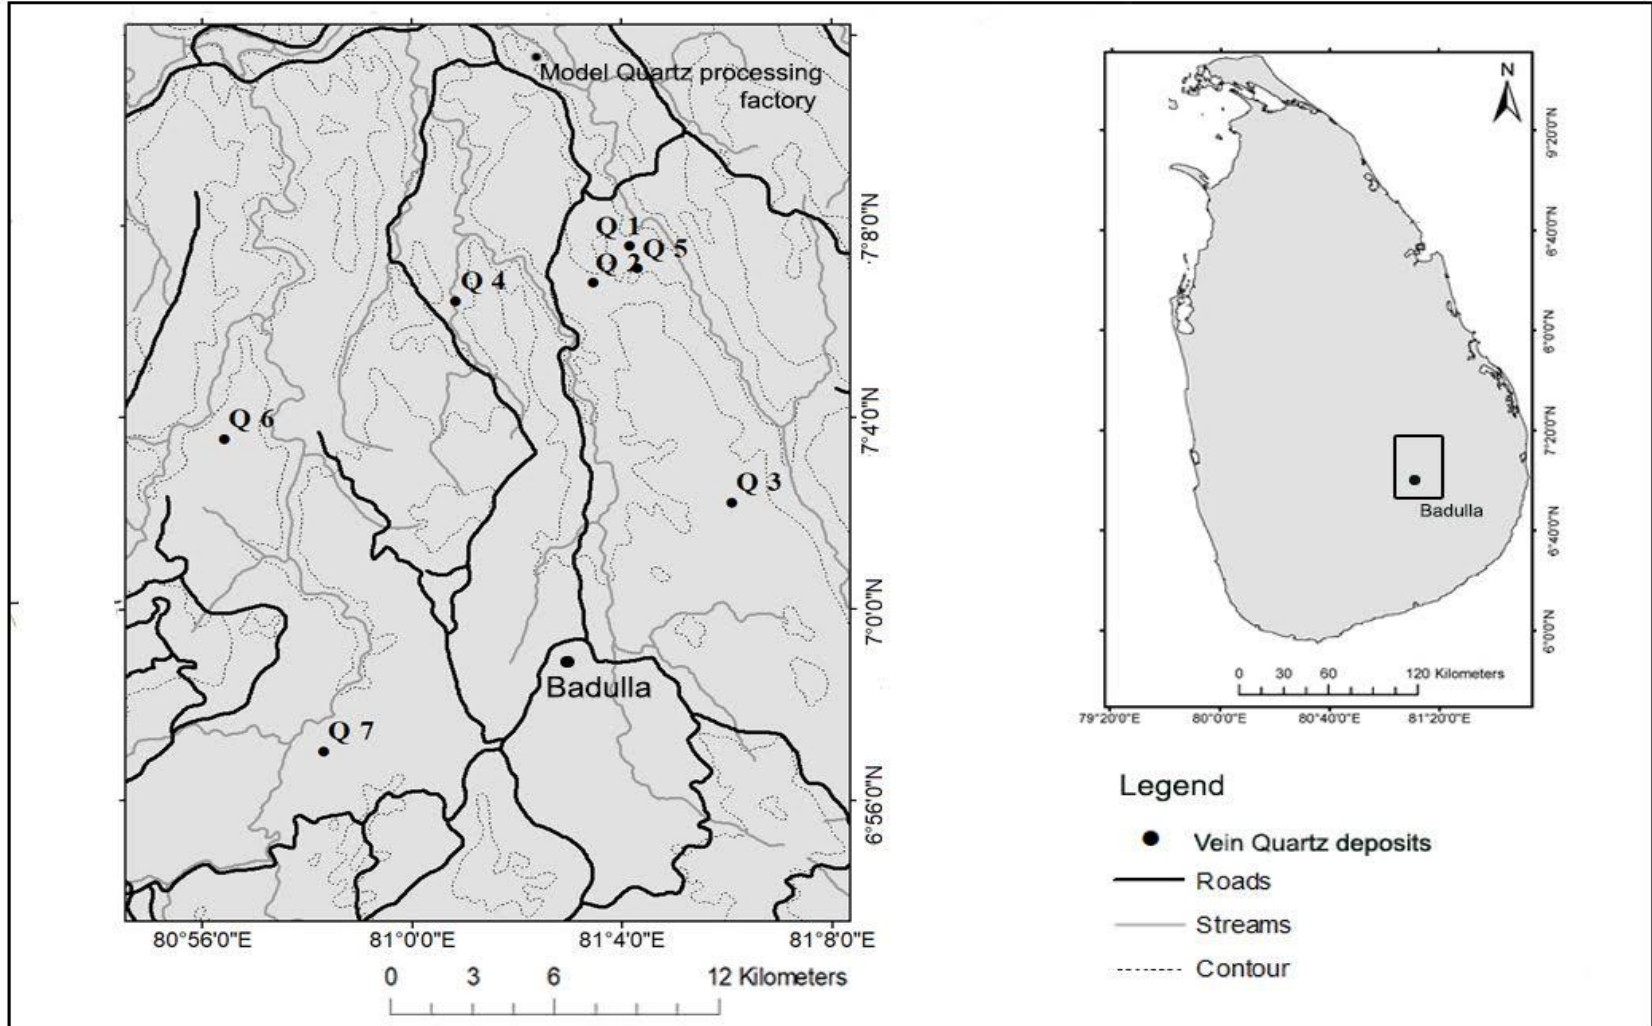 Model Quartz processing
factory
Q 1
Q 5
Q 2
Q 4
Q 6
Q 3
Badulla
Q 7
7°8'0"N
7°4'0"N
7°0'0"N
6°56'0"N
80°56'0"E
81°0'0"E
81°4'0"E
81°8'0"E
0 3 6 12 Kilometers
N
9°20'0"N
6°40'0"N
6°0'0"N
7°20'0"N
6°40'0"N
6°0'0"N
Badulla
0 30 60 120 Kilometers
79°20'0"E
80°0'0"E
80°40'0"E
81°20'0"E
Legend
Vein Quartz deposits
Roads
Streams
Contour